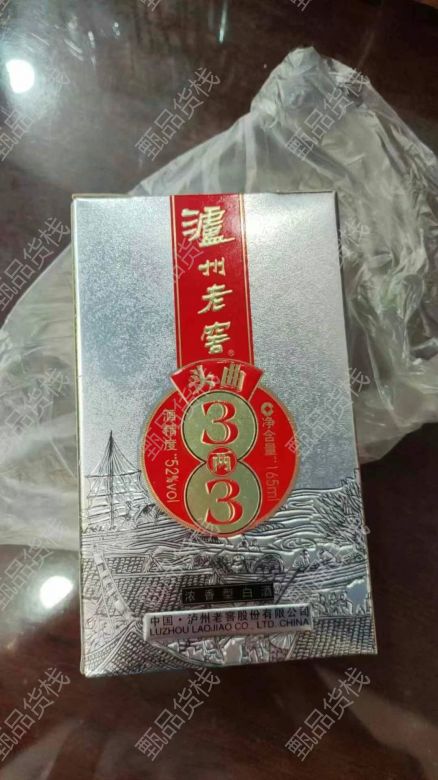 泸州老窖®
头曲
3两3
酒精度:52%vol
净含量:165ml
浓香型白酒
中国·泸州老窖股份有限公司
LUZHOU LAOJIAO CO., LTD. CHINA
甄品货栈